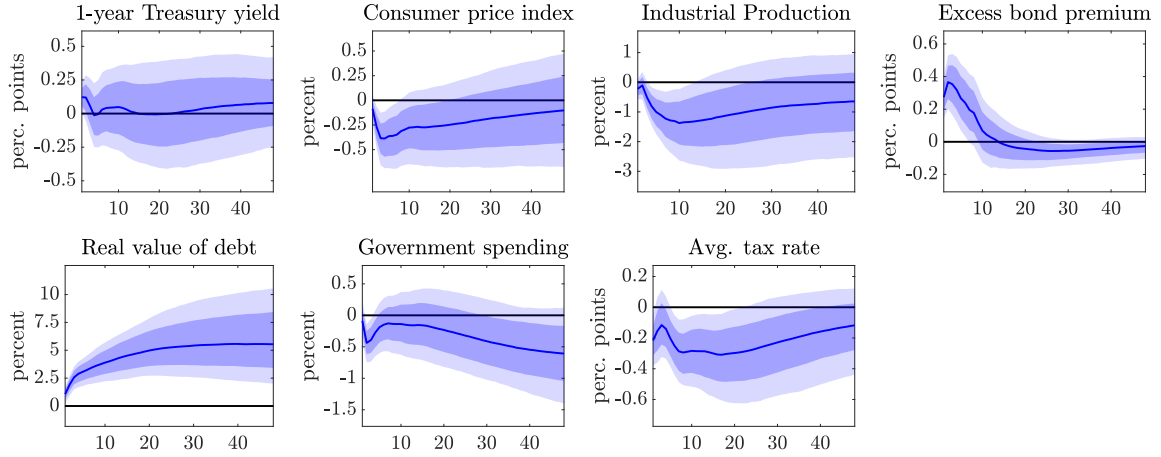 1-year Treasury yield
perc. points
0.5
0.25
0
-0.25
-0.5
10 20 30 40
Consumer price index
percent
0.5
0
-0.5
10 20 30 40
Industrial Production
percent
1
0
-1
-2
-3
10 20 30 40
Excess bond premium
perc. points
0.6
0.4
0.2
0
-0.2
10 20 30 40
Real value of debt
percent
10
7.5
5
2.5
0
10 20 30 40
Government spending
percent
0.5
0
-0.5
-1
-1.5
10 20 30 40
Avg. tax rate
perc. points
0.2
0
-0.2
-0.4
-0.6
10 20 30 40